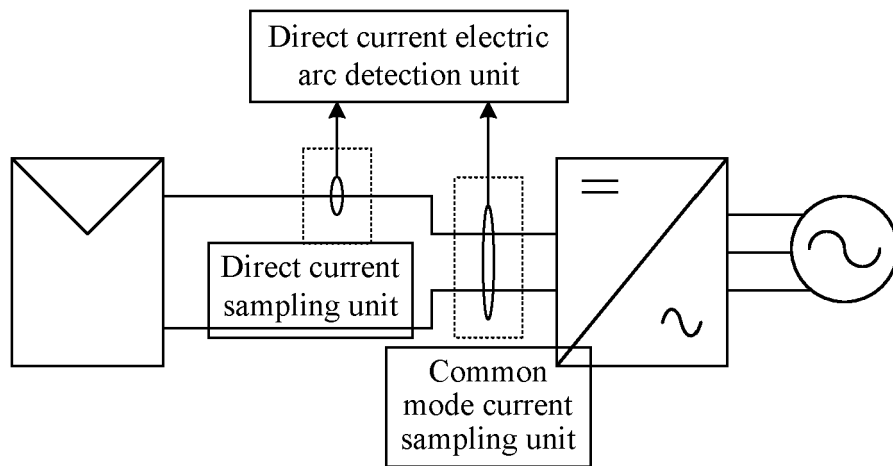 Direct current electric
arc detection unit
Direct current
sampling unit
Common
mode current
sampling unit